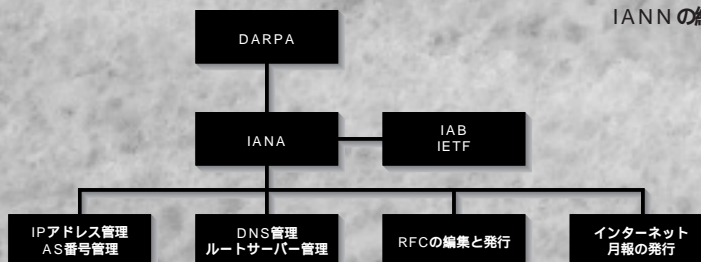 IANNの
DARPA
IANA
IAB
IETF
IPアドレス管理
AS番号管理
DNS管理
ルートサーバー管理
RFCの編集と発行
インターネット
月報の発行